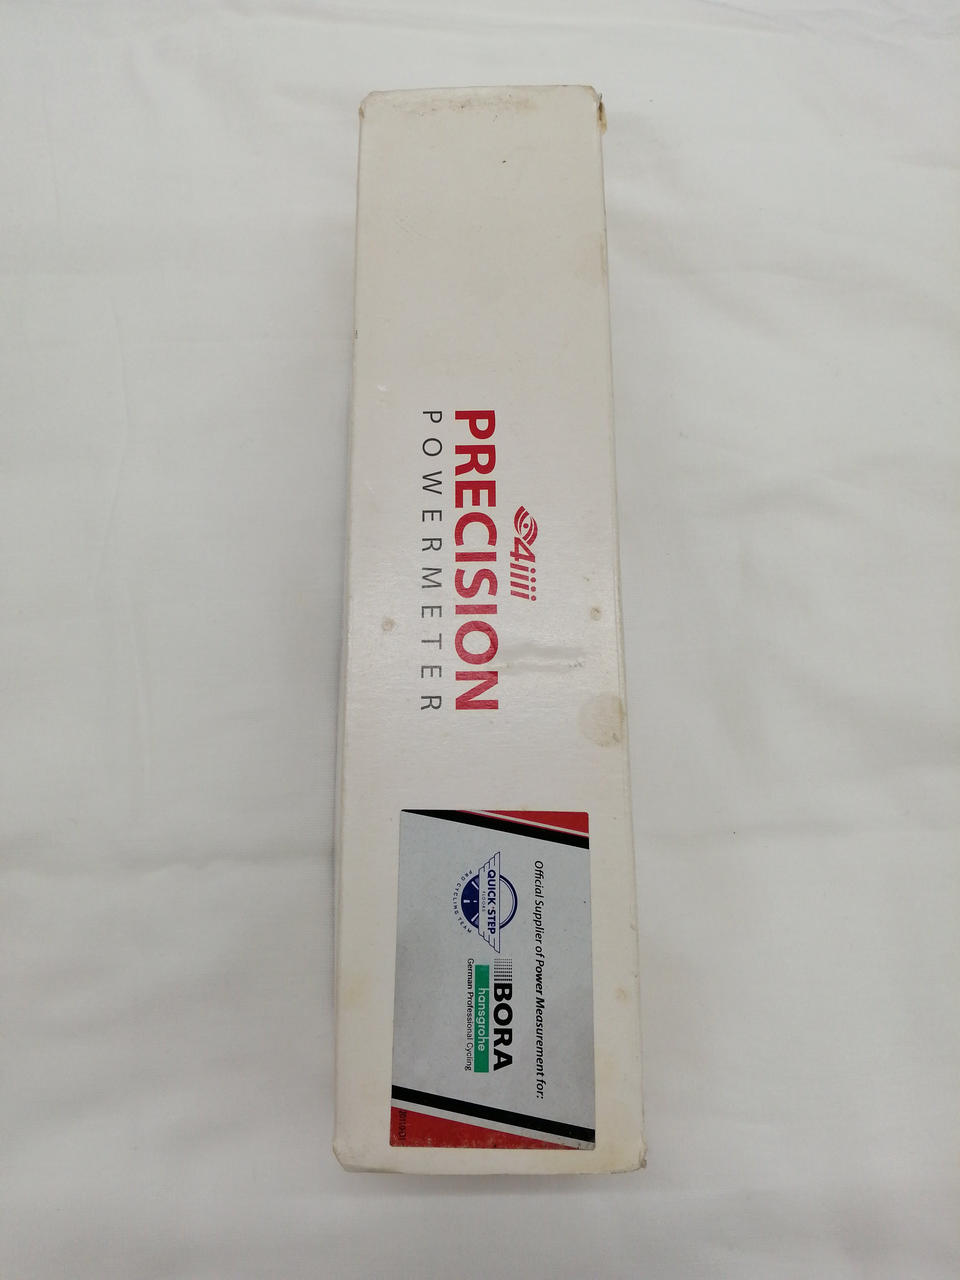 4iiii
PRECISION
POWERMETER
Official Supplier of Power Measurement for:
QUICK·STEP
FLOORS
PRO CYCLING TEAM
BORA
hansgrohe
German Professional Cycling